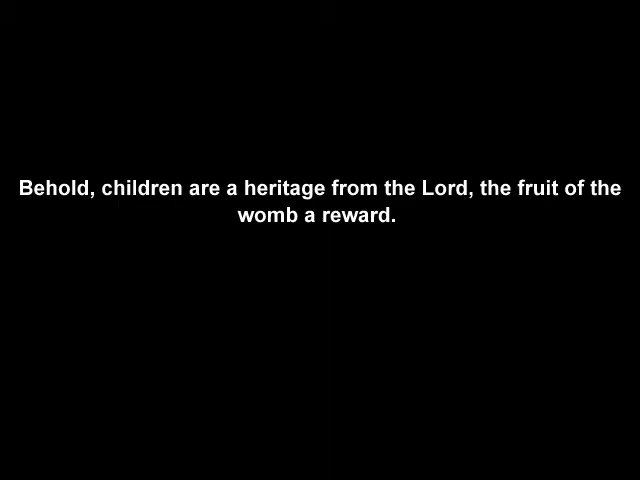 Behold, children are a heritage from the Lord, the fruit of the
womb a reward.